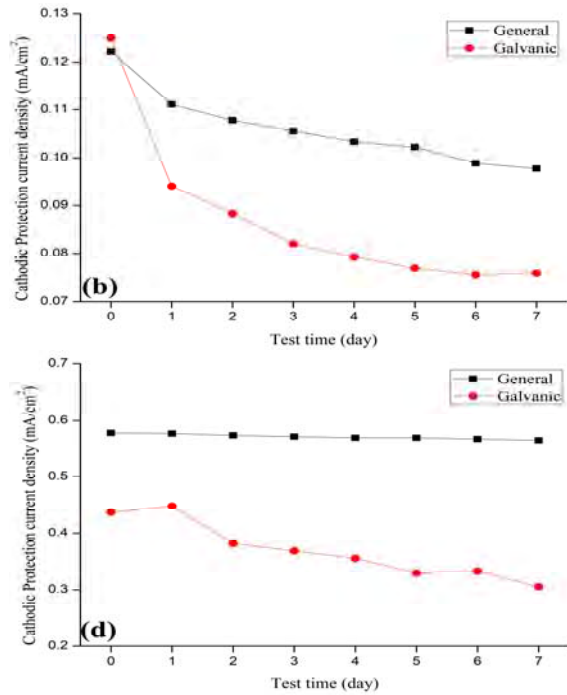 0.13
0.12
0.11
0.10
0.09
0.08
0.07
Cathodic Protection current density (mA/cm²)
General
Galvanic
(b)
0 1 2 3 4 5 6 7
Test time (day)
0.7
0.6
0.5
0.4
0.3
0.2
Cathodic Protection current density (mA/cm²)
General
Galvanic
(d)
0 1 2 3 4 5 6 7
Test time (day)